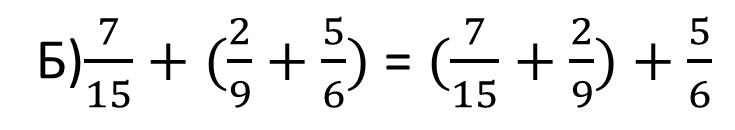 Б) 7/15 + (2/9 + 5/6) = (7/15 + 2/9) + 5/6